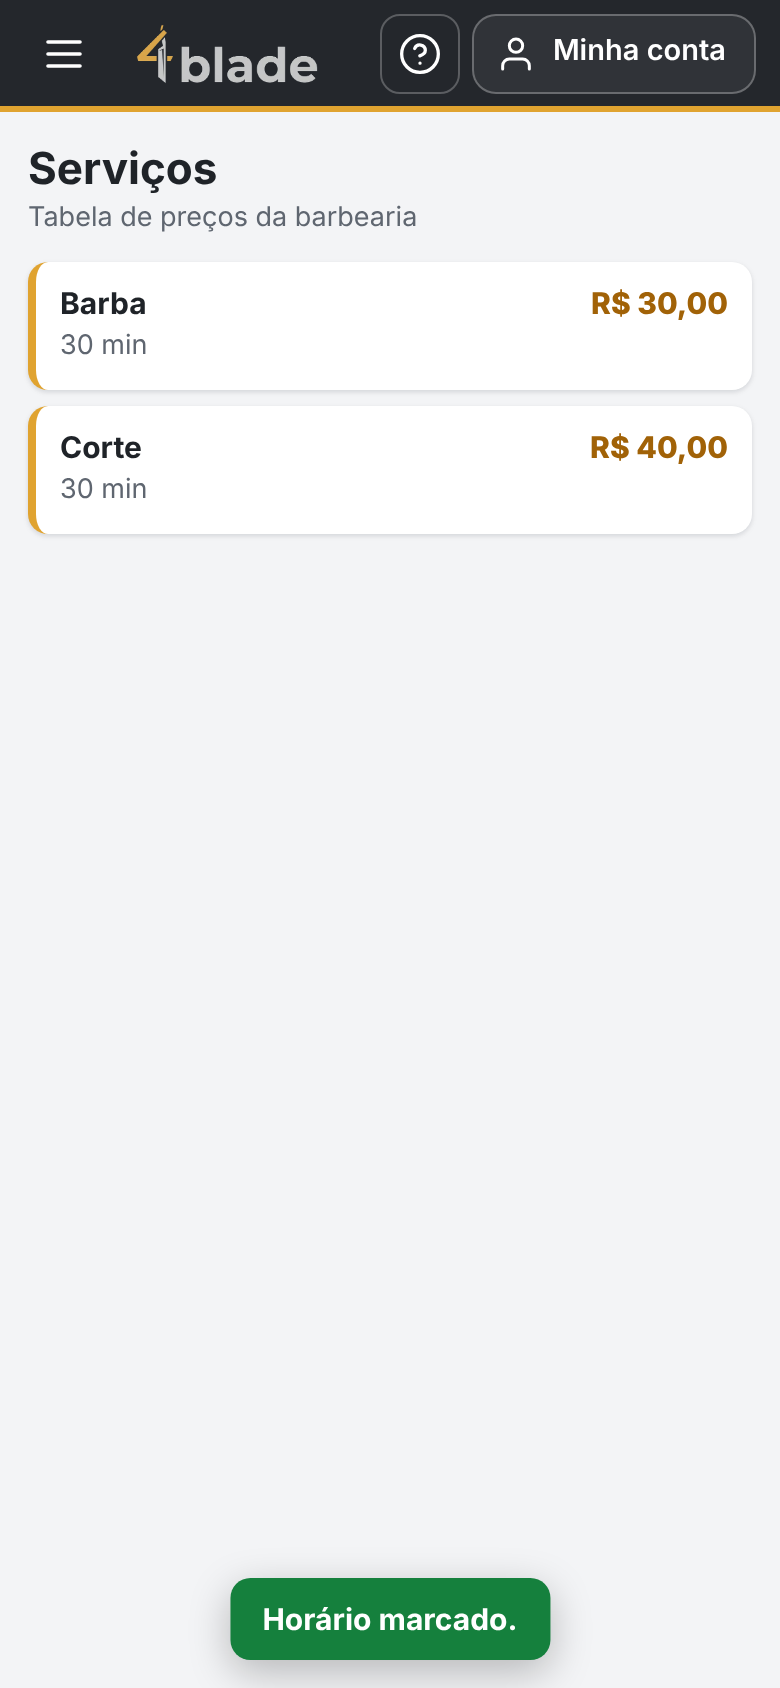 4blade
Minha conta
Serviços
Tabela de preços da barbearia
Barba
R$ 30,00
30 min
Corte
R$ 40,00
30 min
Horário marcado.